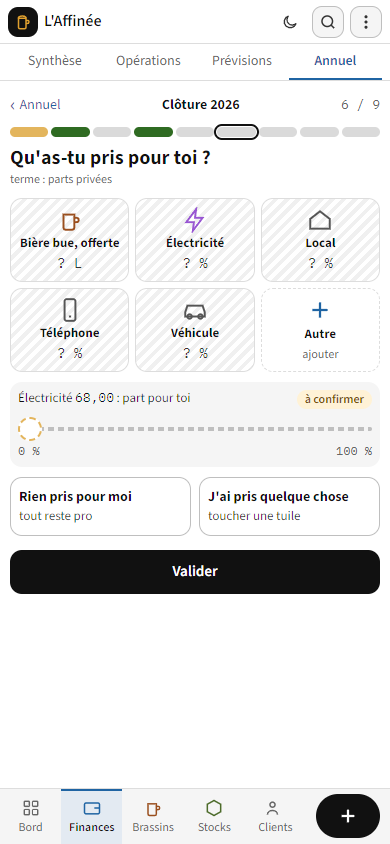 L'Affinée
Synthèse
Opérations
Prévisions
Annuel
‹ Annuel
Clôture 2026
6 / 9
Qu'as-tu pris pour toi ?
terme : parts privées
Bière bue, offerte
? L
Électricité
? %
Local
? %
Téléphone
? %
Véhicule
? %
Autre
ajouter
Électricité 68,00 : part pour toi
à confirmer
0 %
100 %
Rien pris pour moi
tout reste pro
J'ai pris quelque chose
toucher une tuile
Valider
Bord
Finances
Brassins
Stocks
Clients